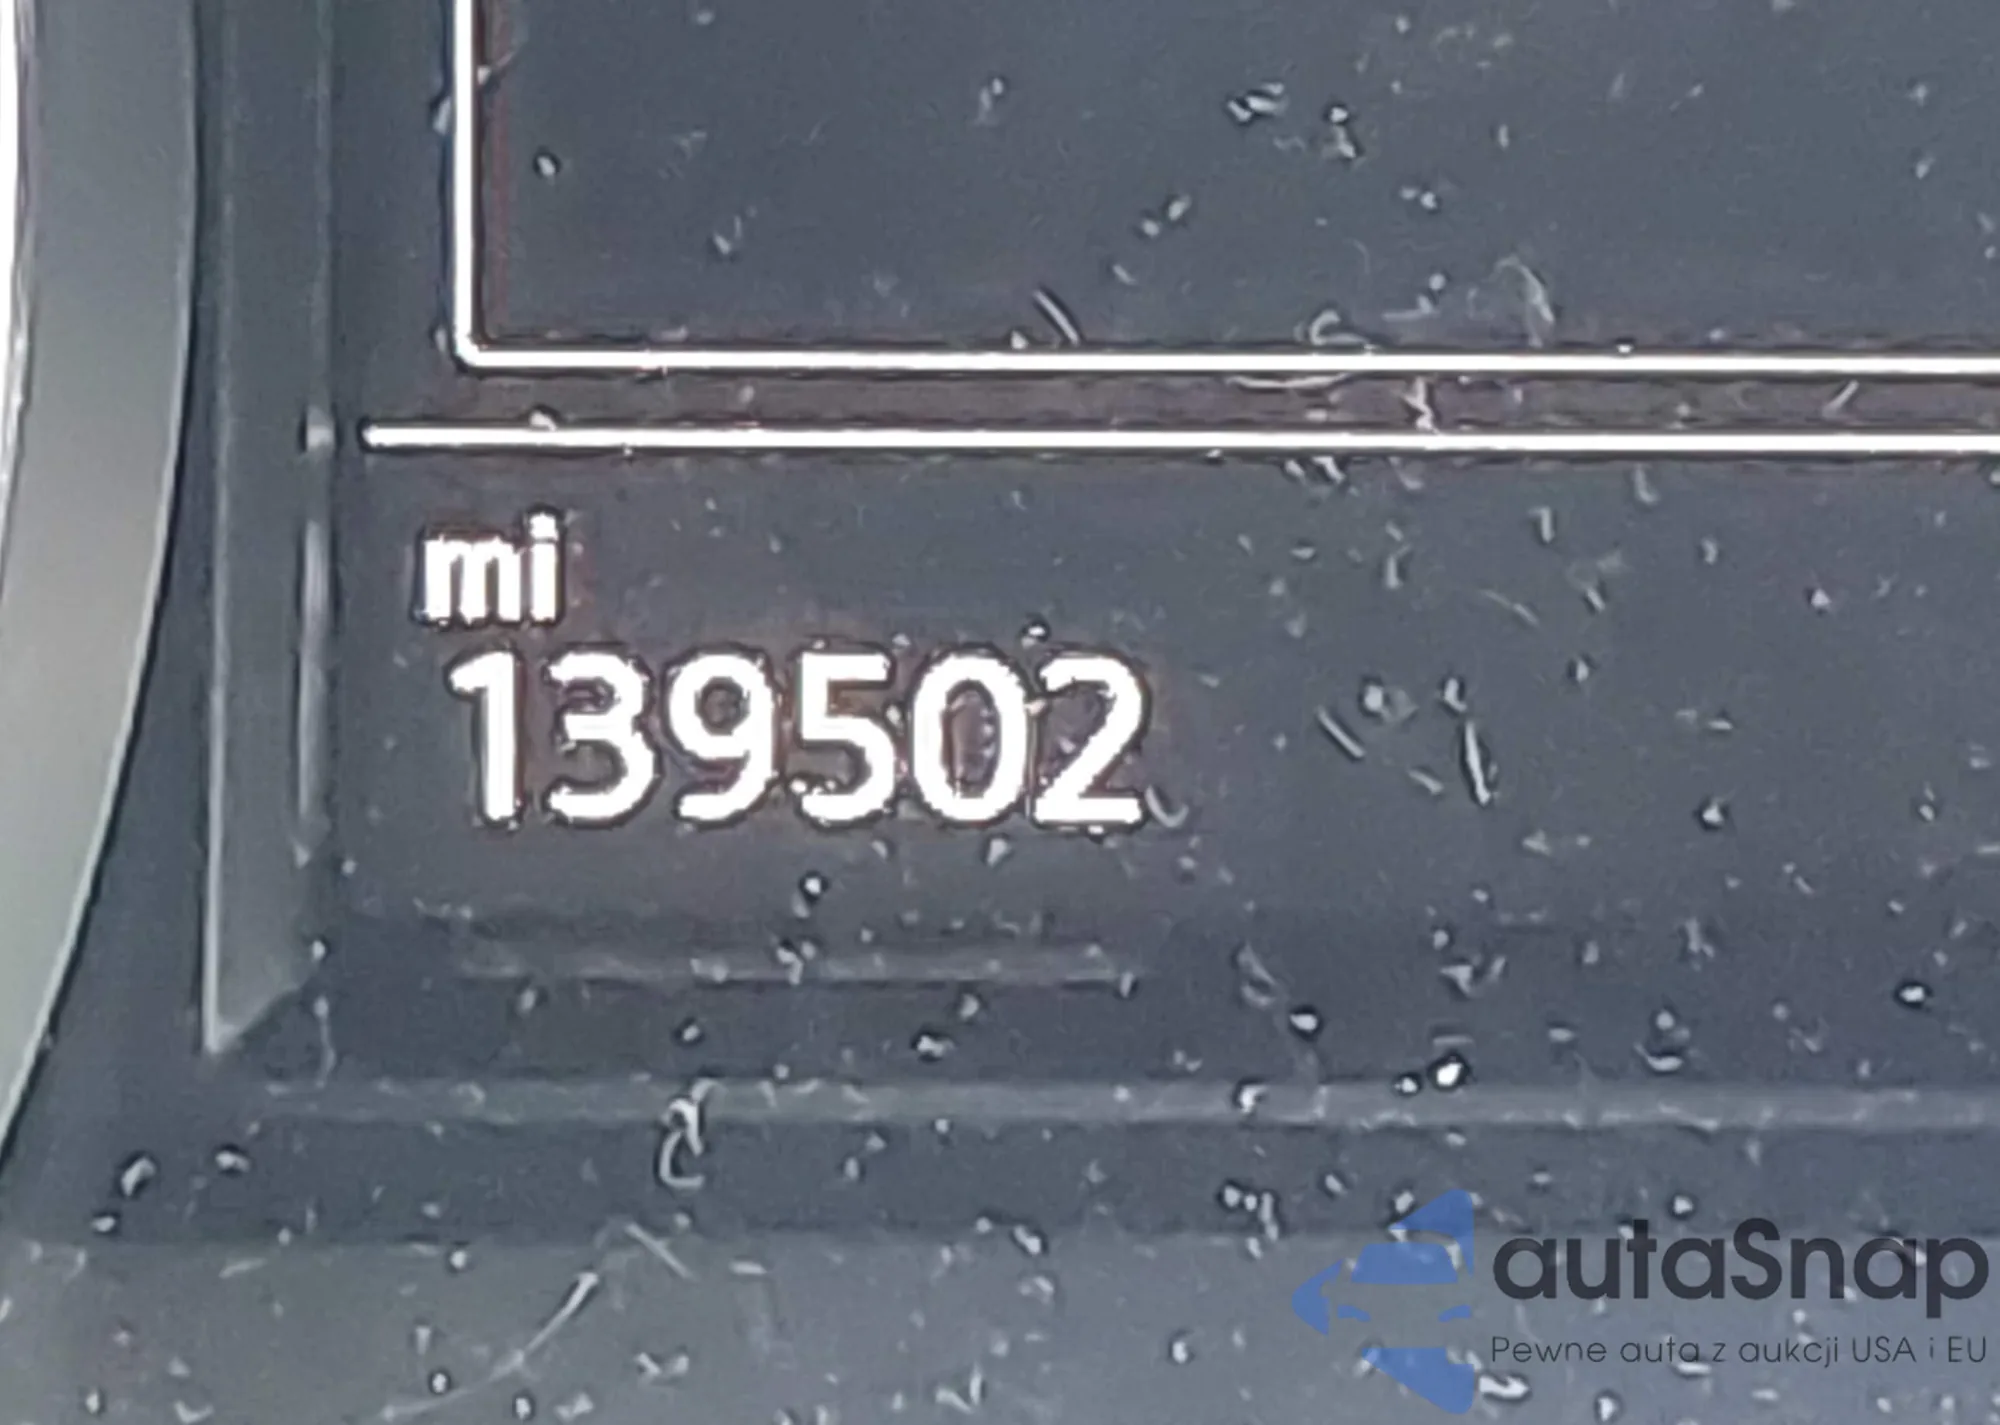 mi
139502
autaSnap
Pewne auta z aukcji USA i EU